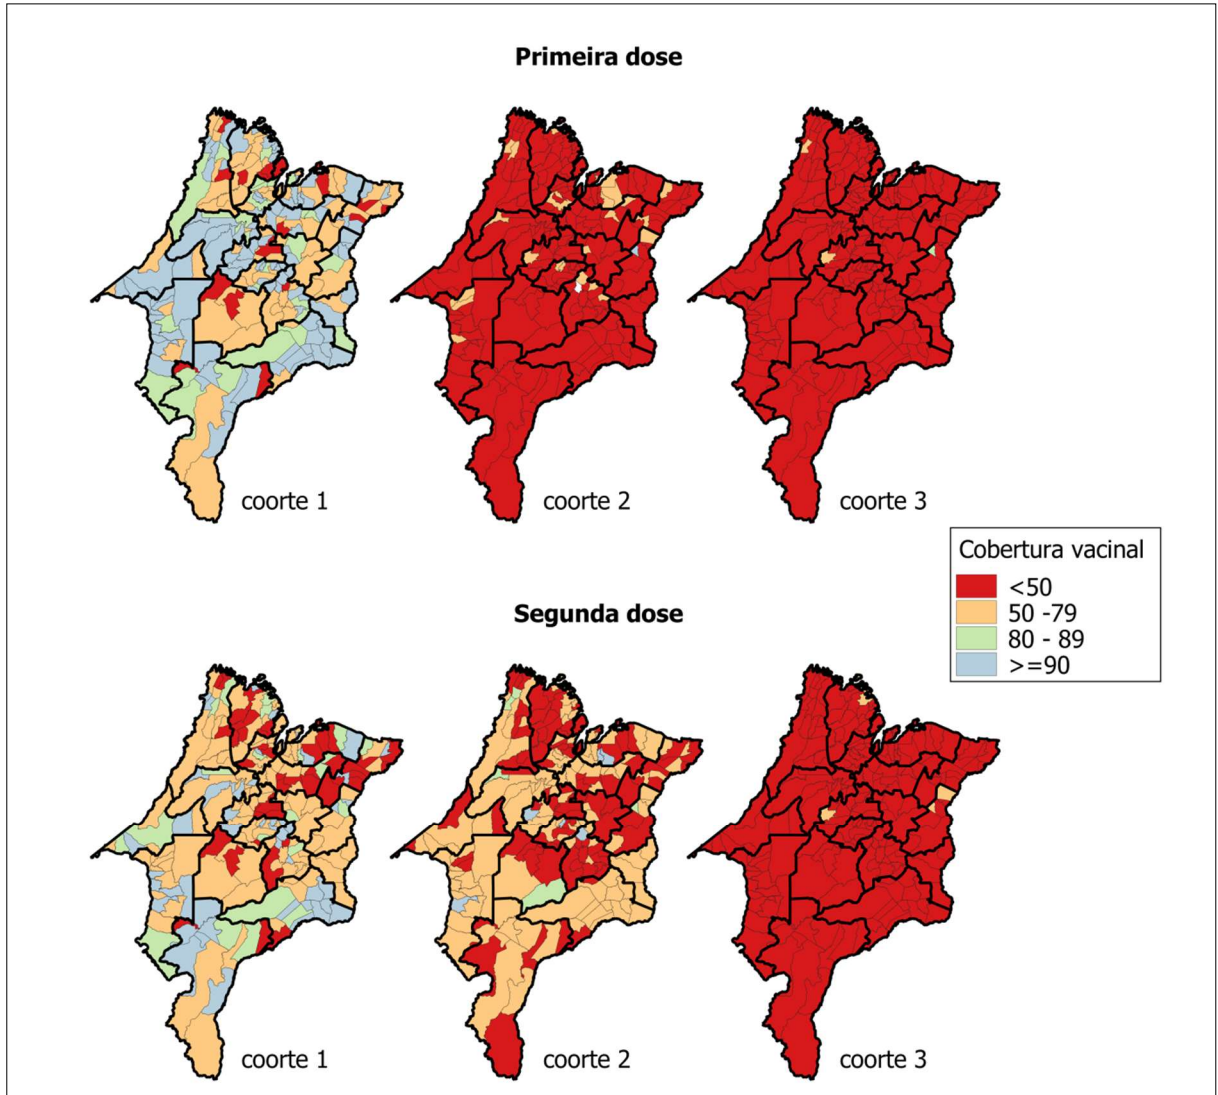 Primeira dose
coorte 1
coorte 2
coorte 3
Cobertura vacinal
<50
50 -79
80 - 89
>=90
Segunda dose
coorte 1
coorte 2
coorte 3